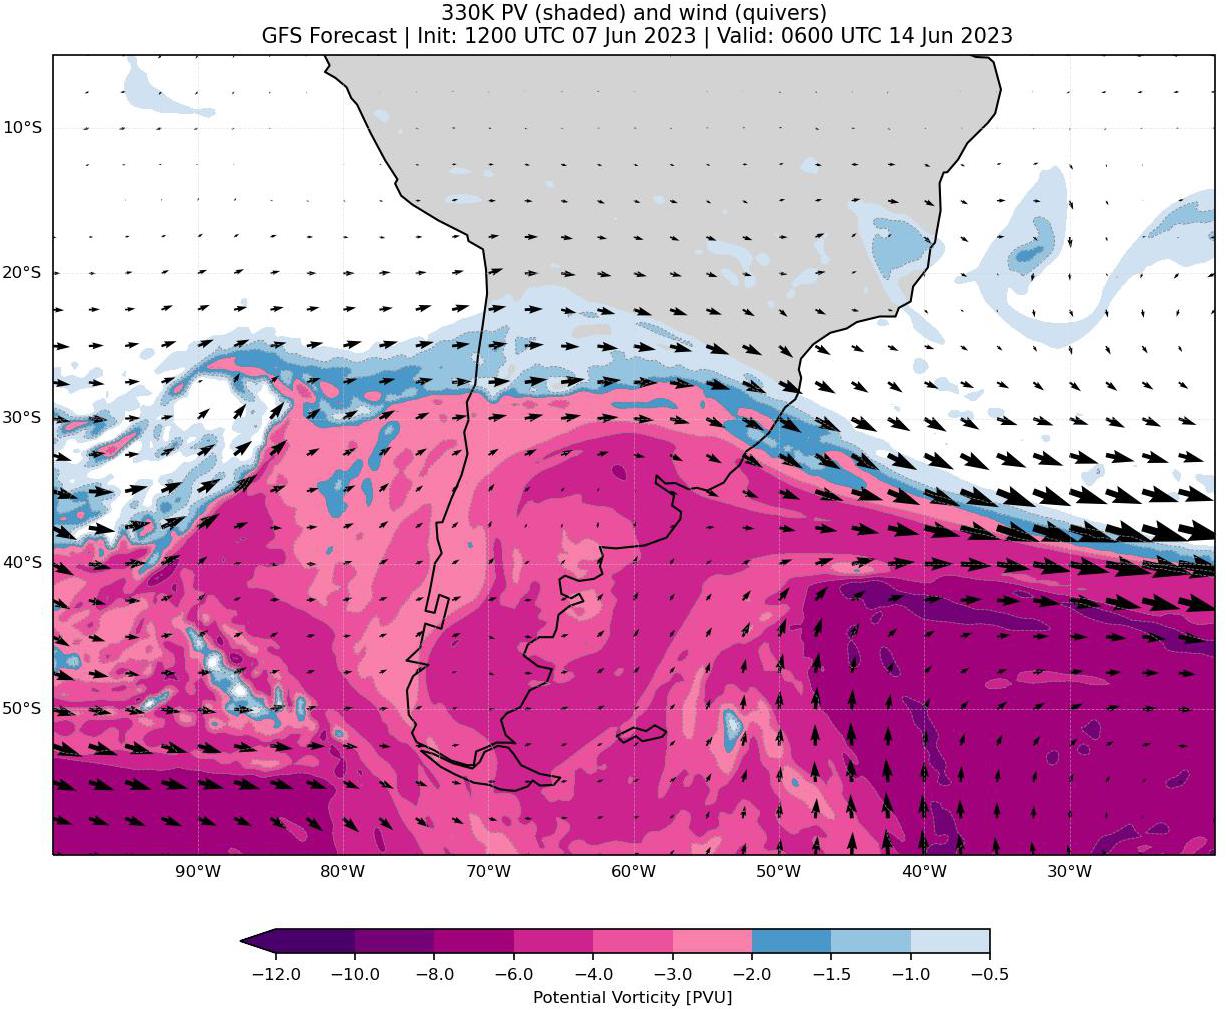 330K PV (shaded) and wind (quivers)
GFS Forecast | Init: 1200 UTC 07 Jun 2023 | Valid: 0600 UTC 14 Jun 2023
10°S
20°S
30°S
40°S
50°S
90°W 80°W 70°W 60°W 50°W 40°W 30°W
−12.0 −10.0 −8.0 −6.0 −4.0 −3.0 −2.0 −1.5 −1.0 −0.5
Potential Vorticity [PVU]